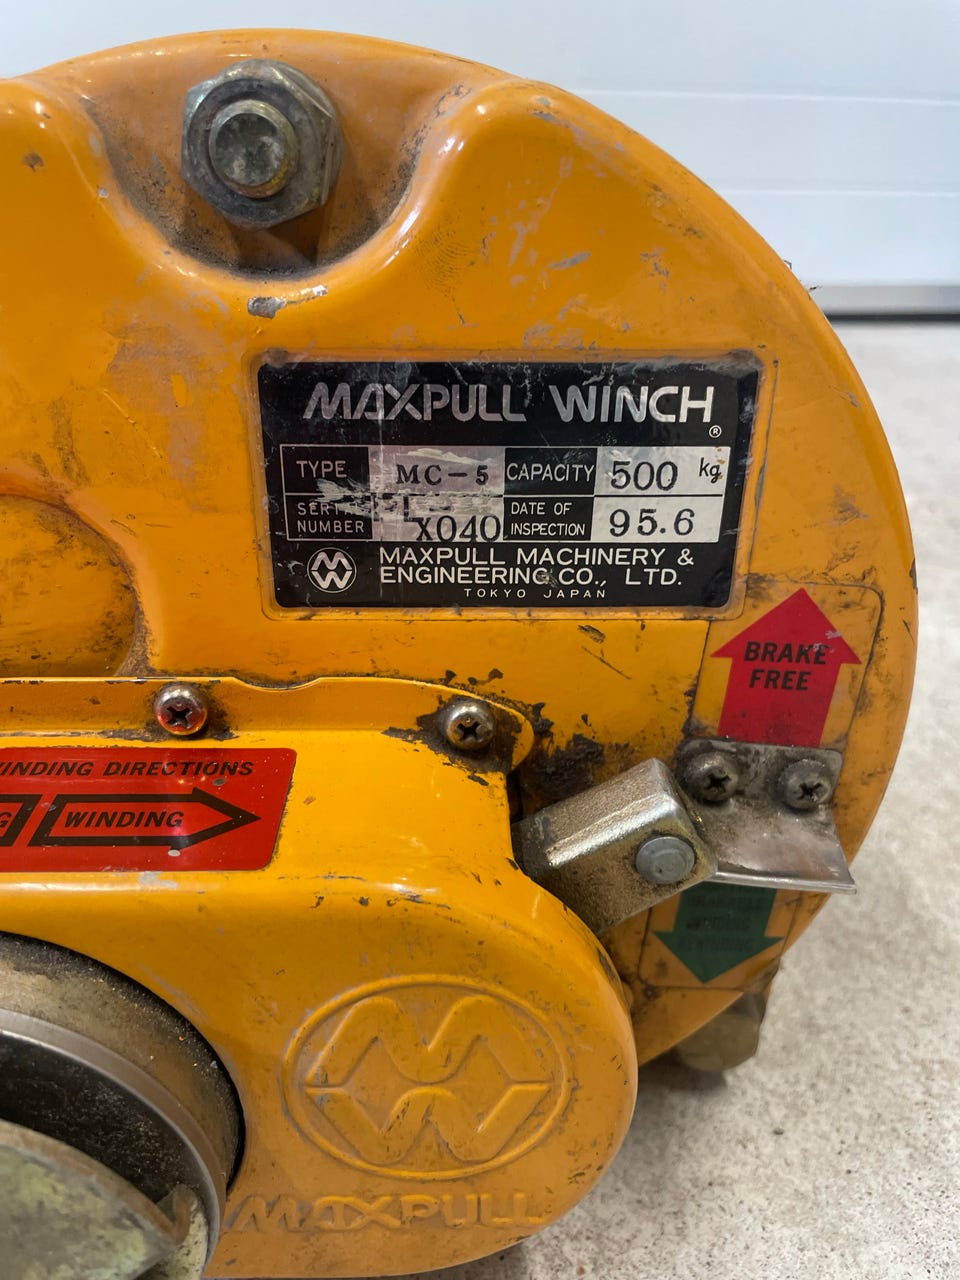 MAXPULL WINCH
®
TYPE MC-5 CAPACITY 500 kg
SERIAL NUMBER X040 DATE OF INSPECTION 95.6
MAXPULL MACHINERY &
ENGINEERING CO., LTD.
TOKYO JAPAN
BRAKE
FREE
DIRECTIONS
WINDING
MAXPULL